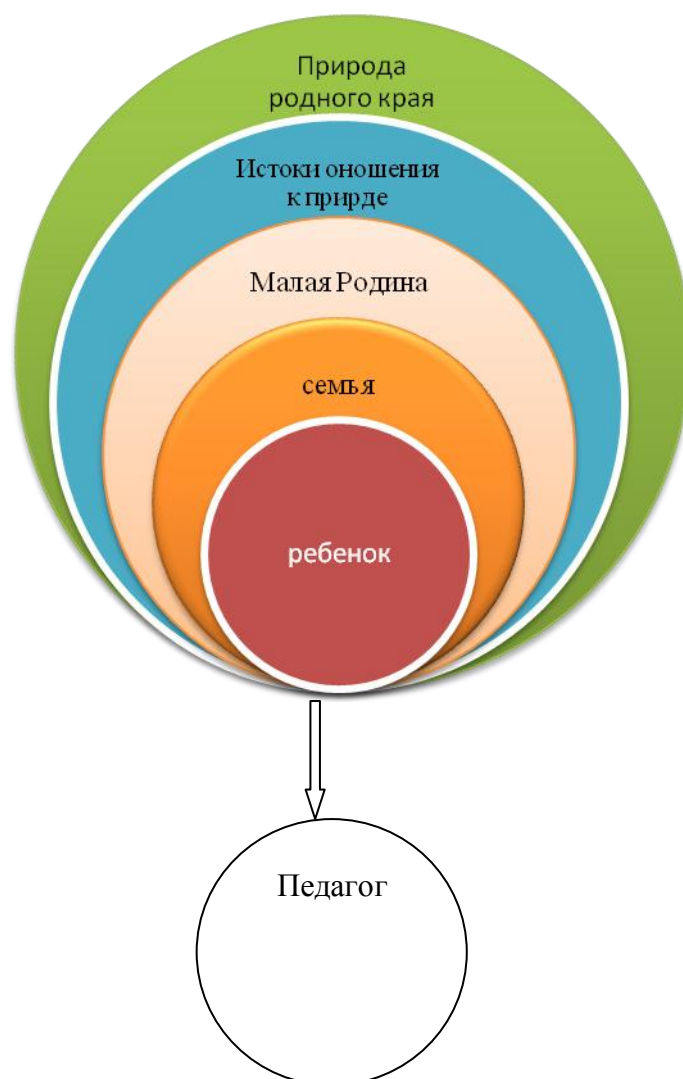 Природа
родного края
Истоки оношения
к прирде
Малая Родина
семья
ребенок
Педагог